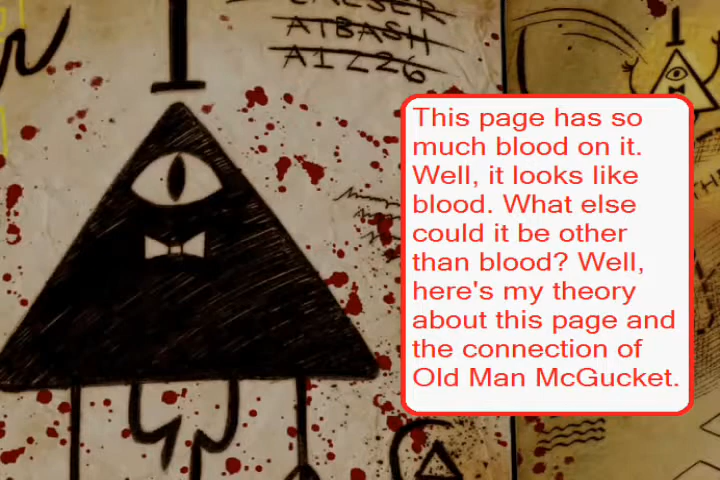 CAESER
ATBASH
A1Z26
This page has so
much blood on it.
Well, it looks like
blood. What else
could it be other
than blood? Well,
here's my theory
about this page and
the connection of
Old Man McGucket.